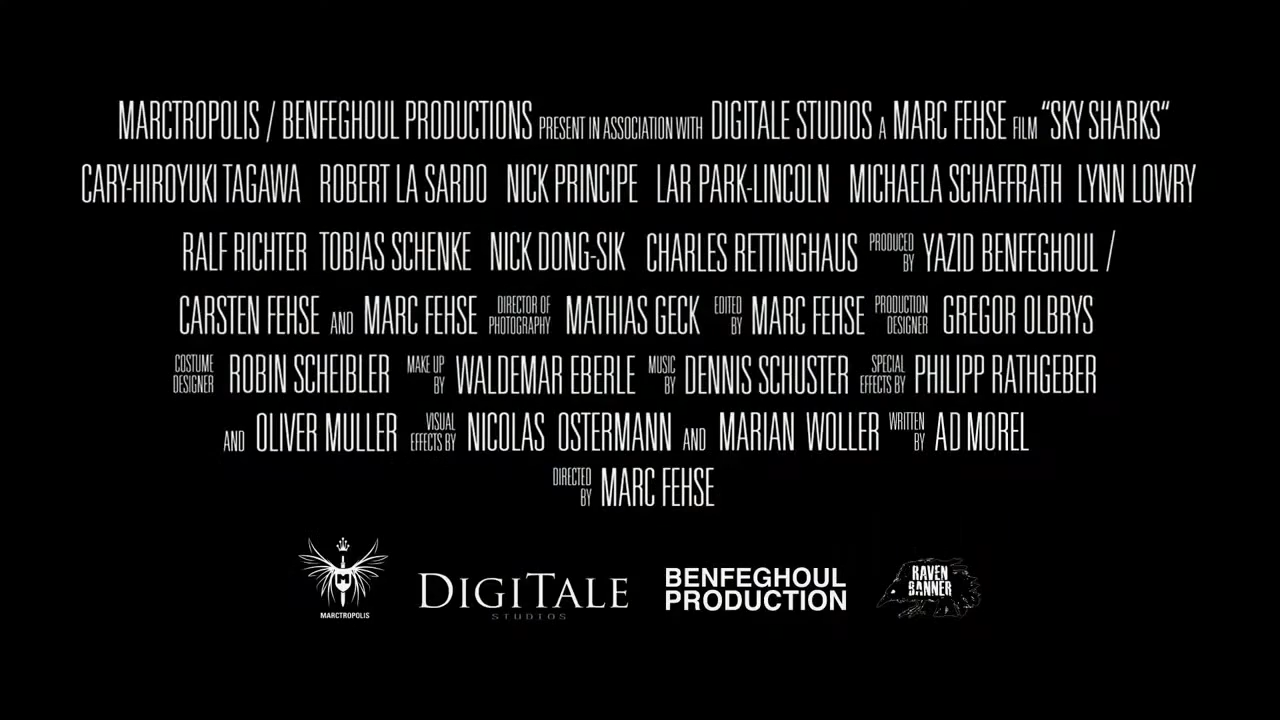 MARCTROPOLIS / BENFEGHOUL PRODUCTIONS PRESENT IN ASSOCIATION WITH DIGITALE STUDIOS A MARC FEHSE FILM “SKY SHARKS“
CARY-HIROYUKI TAGAWA ROBERT LA SARDO NICK PRINCIPE LAR PARK-LINCOLN MICHAELA SCHAFFRATH LYNN LOWRY
RALF RICHTER TOBIAS SCHENKE NICK DONG-SIK CHARLES RETTINGHAUS PRODUCED BY YAZID BENFEGHOUL /
CARSTEN FEHSE AND MARC FEHSE DIRECTOR OF PHOTOGRAPHY MATHIAS GECK EDITED BY MARC FEHSE PRODUCTION DESIGNER GREGOR OLBRYS
COSTUME DESIGNER ROBIN SCHEIBLER MAKE UP BY WALDEMAR EBERLE MUSIC BY DENNIS SCHUSTER SPECIAL EFFECTS BY PHILIPP RATHGEBER
AND OLIVER MULLER VISUAL EFFECTS BY NICOLAS OSTERMANN AND MARIAN WOLLER WRITTEN BY AD MOREL
DIRECTED BY MARC FEHSE
M
MARCTROPOLIS
DIGITALE
STUDIOS
BENFEGHOUL
PRODUCTION
RAVEN
BANNER